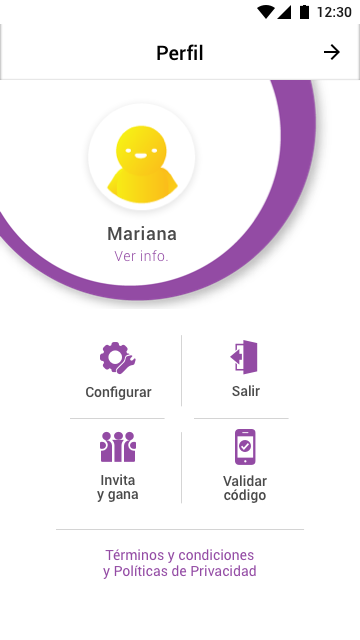 12:30
Perfil
Mariana
Ver info.
Configurar
Salir
Invita
y gana
Validar
código
Términos y condiciones
y Políticas de Privacidad